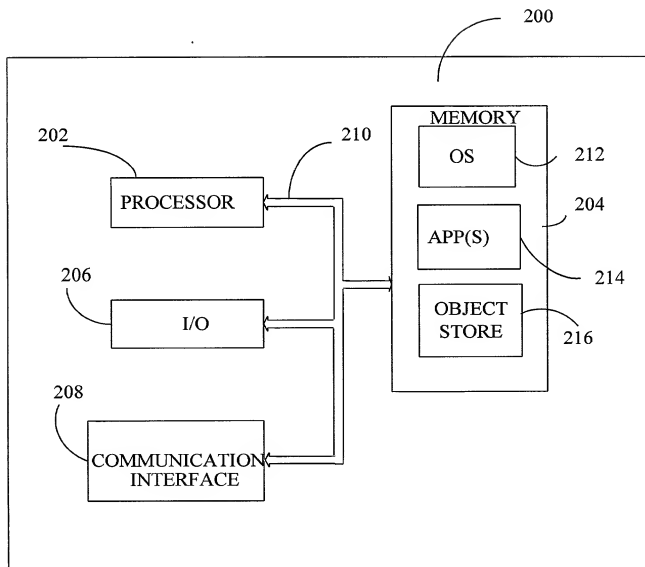 200
MEMORY
202
210
OS
212
PROCESSOR
204
APP(S)
214
206
I/O
OBJECT
STORE
216
208
COMMUNICATION
INTERFACE